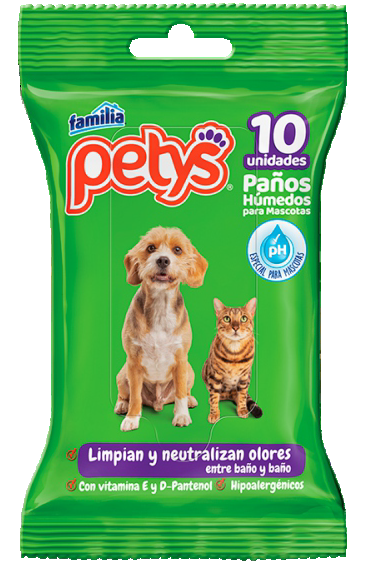 familia
petys®
10
unidades
Paños
Húmedos
para Mascotas
pH
ESPECIAL PARA MASCOTAS
Limpian y neutralizan olores
entre baño y baño
Con vitamina E y D-Pantenol
Hipoalergénicos